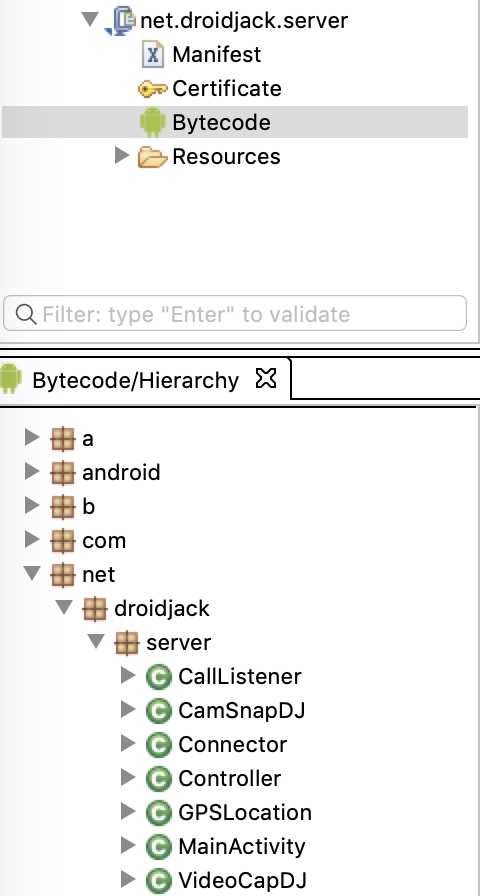 net.droidjack.server
Manifest
Certificate
Bytecode
Resources
Filter: type "Enter" to validate
Bytecode/Hierarchy
a
android
b
com
net
droidjack
server
CallListener
CamSnapDJ
Connector
Controller
GPSLocation
MainActivity
VideoCapDJ